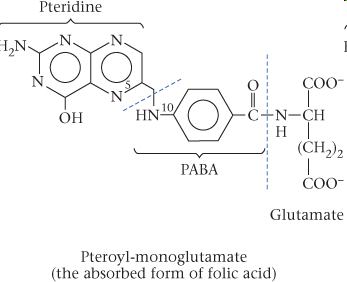 Pteridine
H₂N
N
N
N
N
5
OH
HN
10
O
C
N
H
COO⁻
CH
(CH₂)₂
COO⁻
PABA
Glutamate
Pteroyl-monoglutamate
(the absorbed form of folic acid)